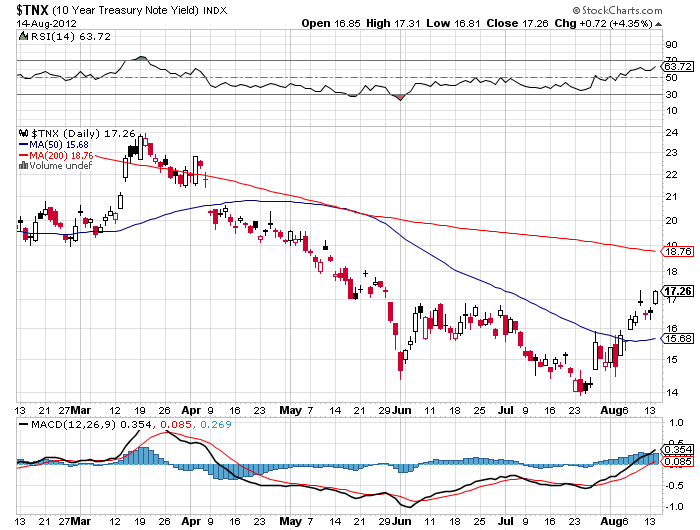 $TNX (10 Year Treasury Note Yield) INDX © StockCharts.com
14-Aug-2012 Open 16.85 High 17.31 Low 16.81 Close 17.26 Chg +0.72 (+4.35%)
RSI(14) 63.72
90
70
63.72
50
30
10
$TNX (Daily) 17.26
MA(50) 15.68
MA(200) 18.76
Volume undef
24
23
22
21
20
19
18.76
18
17.26
17
16
15.68
15
14
13 21 27 Mar 12 19 26 Apr 9 16 23 May 7 14 21 Jun 11 18 25 Jul 9 16 23 Aug 6 13
MACD(12,26,9) 0.354, 0.085, 0.269
1.0
0.5
0.354
0.085
-0.5
-1.0
13 21 27 Mar 12 19 26 Apr 9 16 23 May 7 14 21 Jun 11 18 25 Jul 9 16 23 Aug 6 13